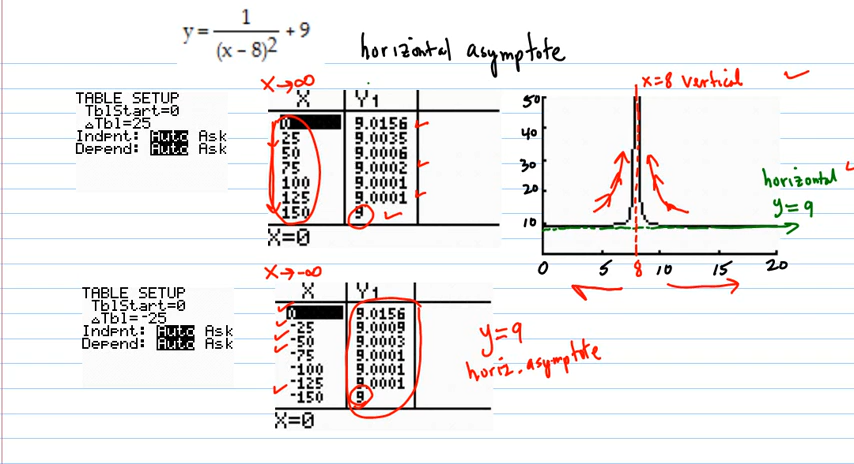 y = 1/(x – 8)² + 9
horizontal asymptote
x→∞
TABLE SETUP
TblStart=0
△Tbl=25
Indpnt: Auto Ask
Depend: Auto Ask
X Y1
0 9.0156
25 9.0035
50 9.0006
75 9.0002
100 9.0001
125 9.0001
150 9
X=0
x=8 vertical
50
40
30
20
10
0 5 8 10 15 20
horizontal
y=9
x→-∞
TABLE SETUP
TblStart=0
△Tbl=-25
Indpnt: Auto Ask
Depend: Auto Ask
X Y1
0 9.0156
-25 9.0009
-50 9.0003
-75 9.0001
-100 9.0001
-125 9.0001
-150 9
X=0
y=9
horiz. asymptote